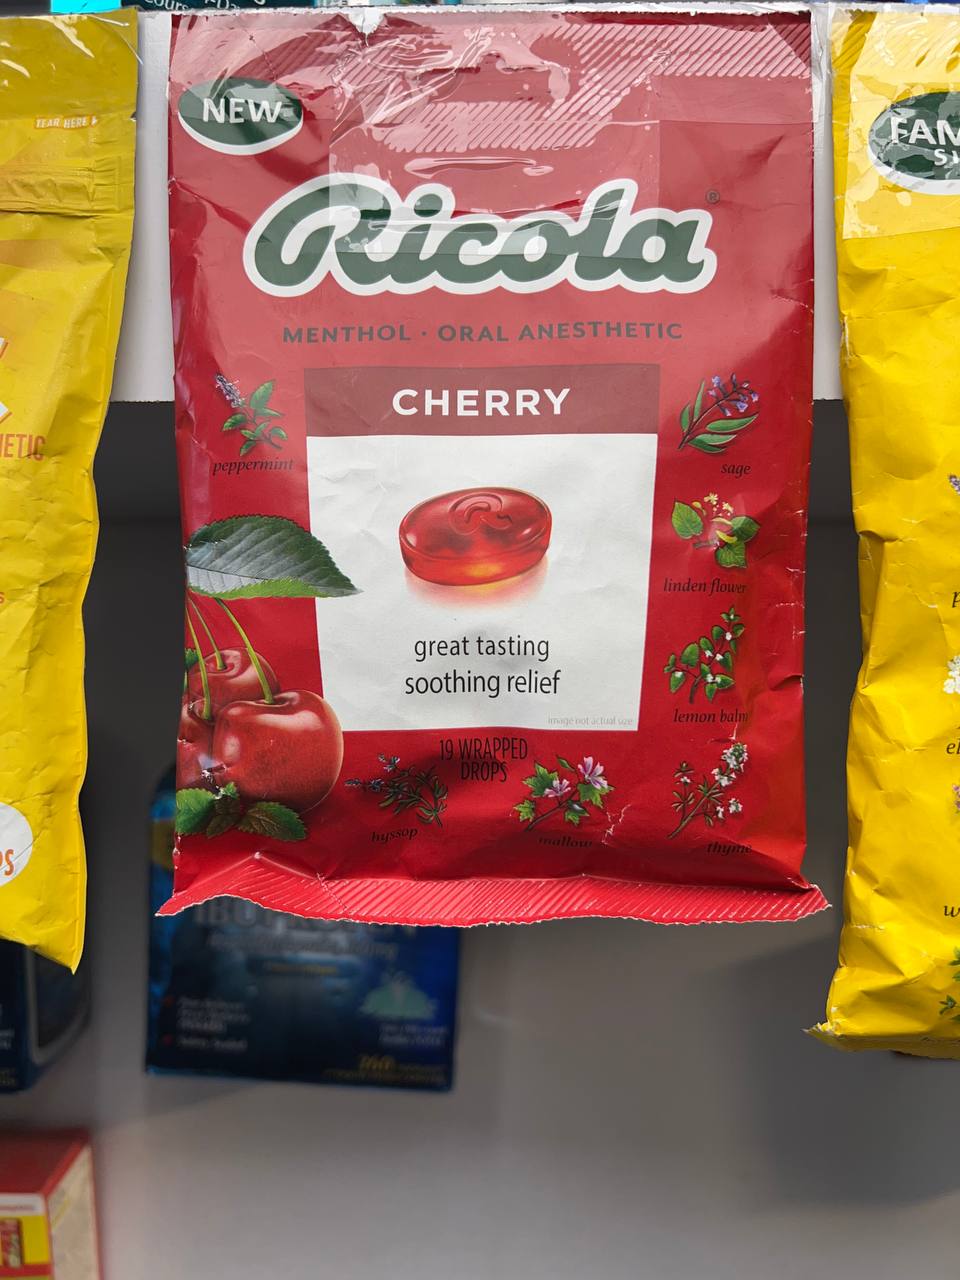 TEAR HERE
NEW
Ricola®
MENTHOL · ORAL ANESTHETIC
CHERRY
peppermint
sage
linden flower
great tasting
soothing relief
lemon balm
image not actual size
19 WRAPPED
DROPS
hyssop
mallow
thyme
FAM